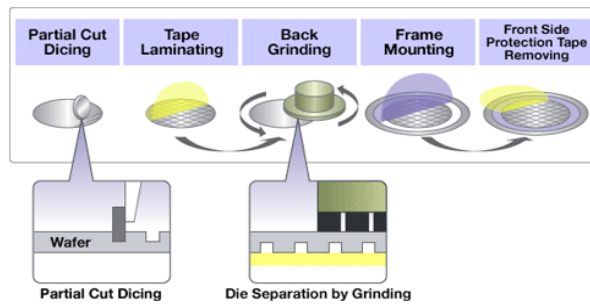 Partial Cut
Dicing
Tape
Laminating
Back
Grinding
Frame
Mounting
Front Side
Protection Tape
Removing
Wafer
Partial Cut Dicing
Die Separation by Grinding